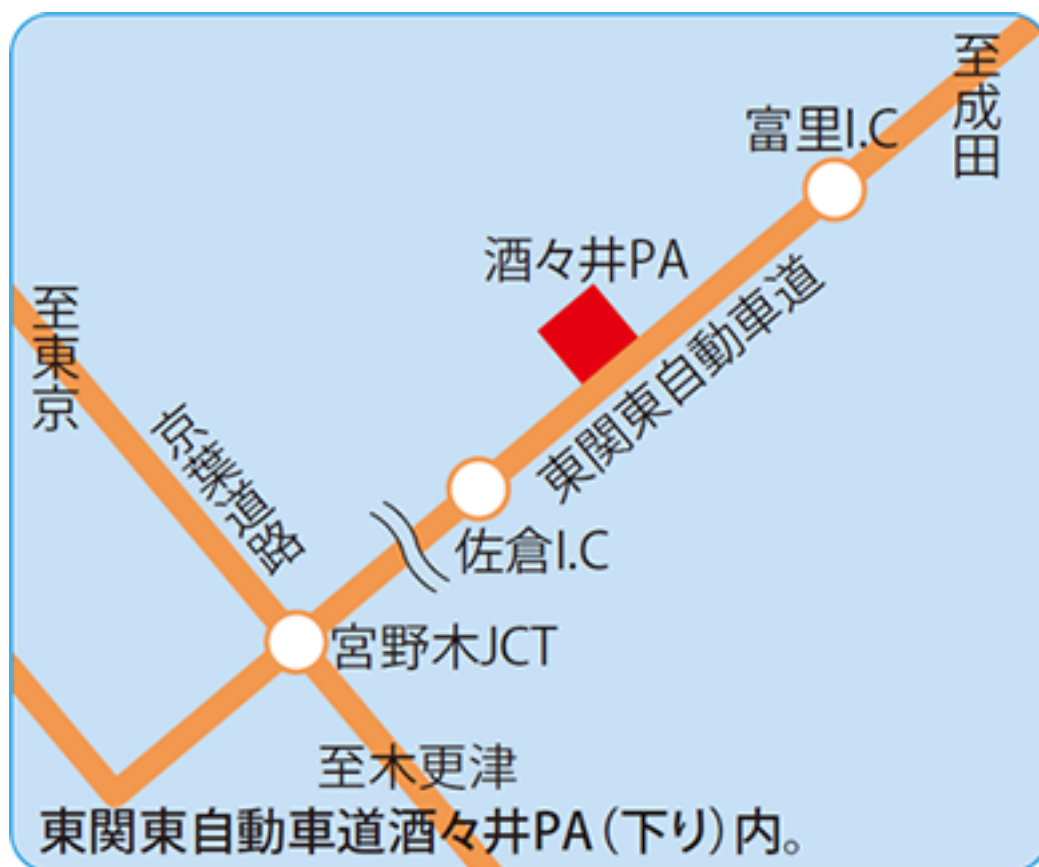 至成田
富里I.C
酒々井PA
東関東自動車道
至東京
京葉道路
佐倉I.C
宮野木JCT
至木更津
東関東自動車道酒々井PA(下り)内。